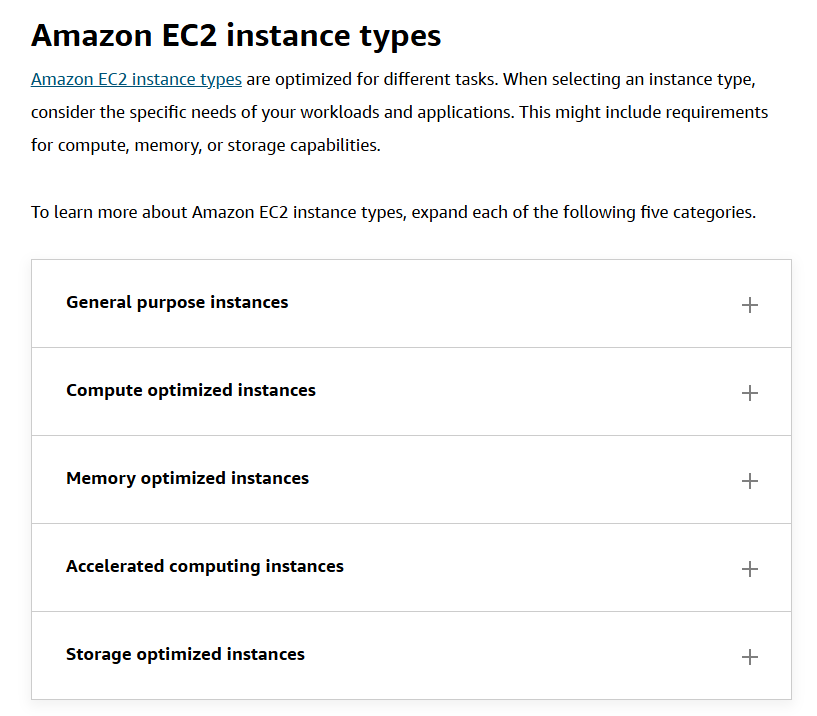 Amazon EC2 instance types
Amazon EC2 instance types are optimized for different tasks. When selecting an instance type,
consider the specific needs of your workloads and applications. This might include requirements
for compute, memory, or storage capabilities.
To learn more about Amazon EC2 instance types, expand each of the following five categories.
General purpose instances
Compute optimized instances
Memory optimized instances
Accelerated computing instances
Storage optimized instances